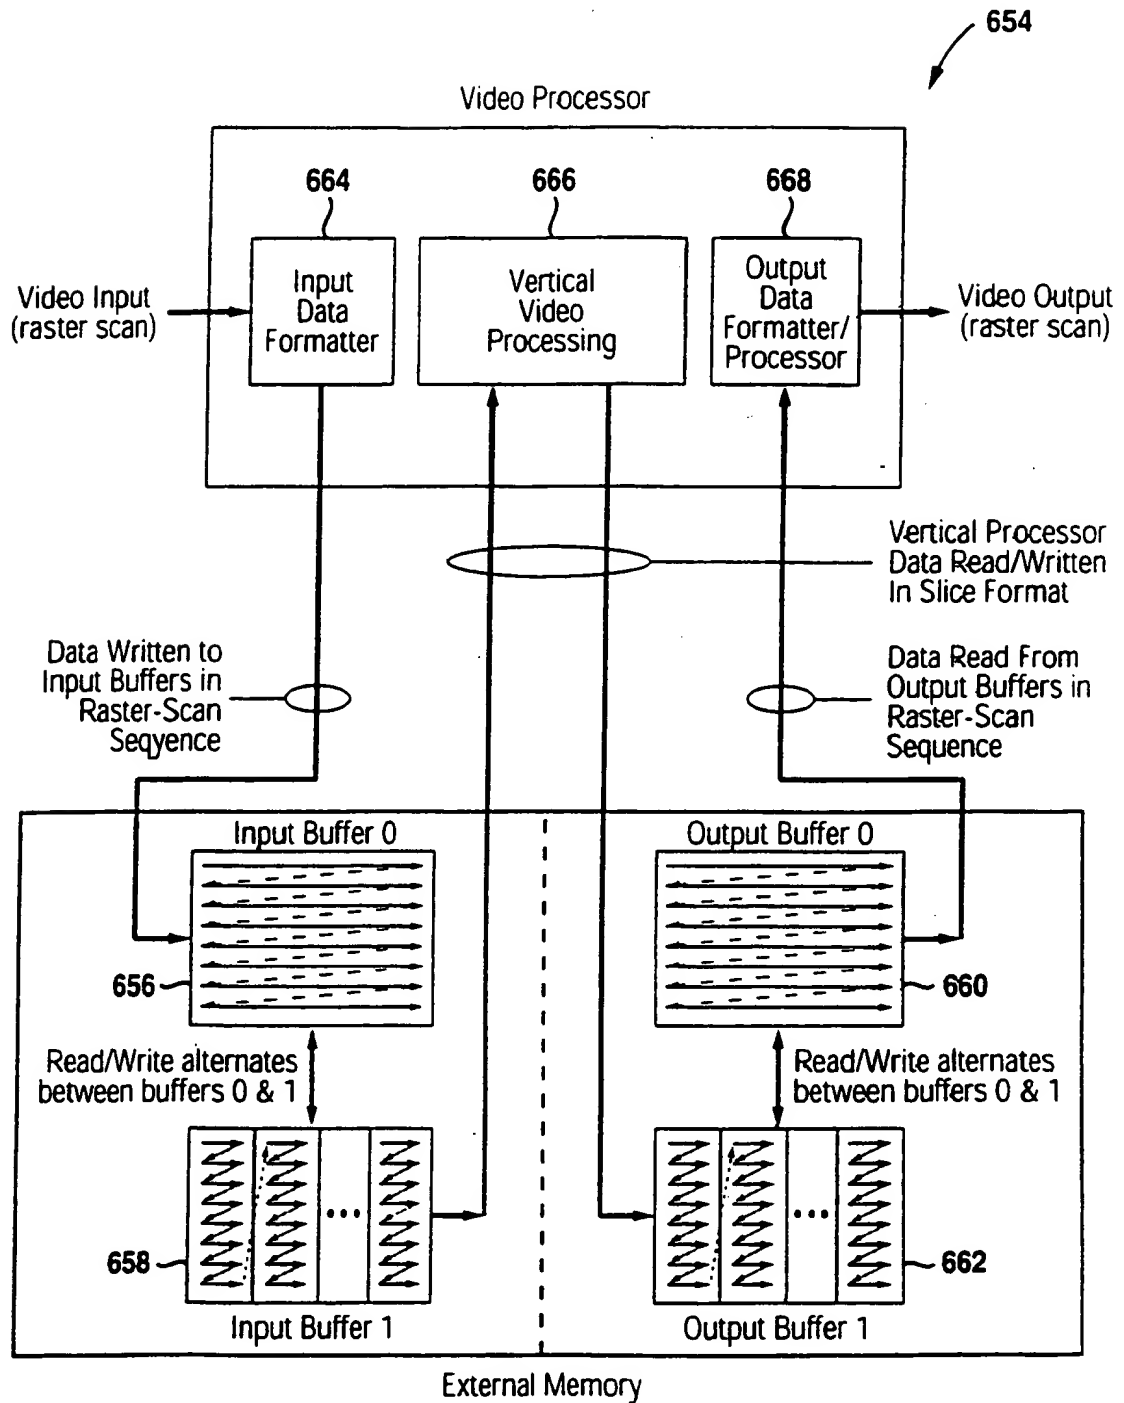 654
Video Processor
664
666
668
Input
Data
Formatter
Vertical
Video
Processing
Output
Data
Formatter/
Processor
Video Input
(raster scan)
Video Output
(raster scan)
Vertical Processor
Data Read/Written
In Slice Format
Data Written to
Input Buffers in
Raster-Scan
Seqyence
Data Read From
Output Buffers in
Raster-Scan
Sequence
Input Buffer 0
Output Buffer 0
656
660
Read/Write alternates
between buffers 0 & 1
Read/Write alternates
between buffers 0 & 1
658
662
Input Buffer 1
Output Buffer 1
External Memory